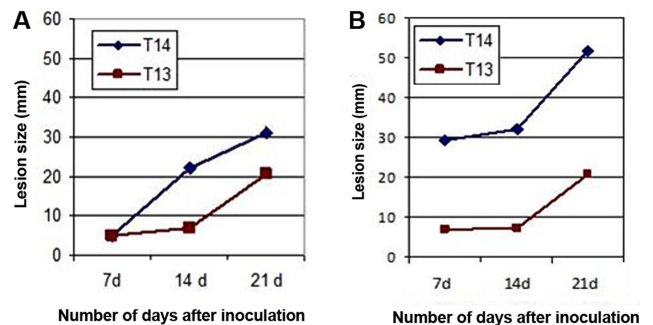 A
60
50
40
30
20
10
0
Lesion size (mm)
T14
T13
7d
14 d
21 d
Number of days after inoculation
B
60
50
40
30
20
10
0
Lesion size (mm)
T14
T13
7d
14d
21d
Number of days after inoculation